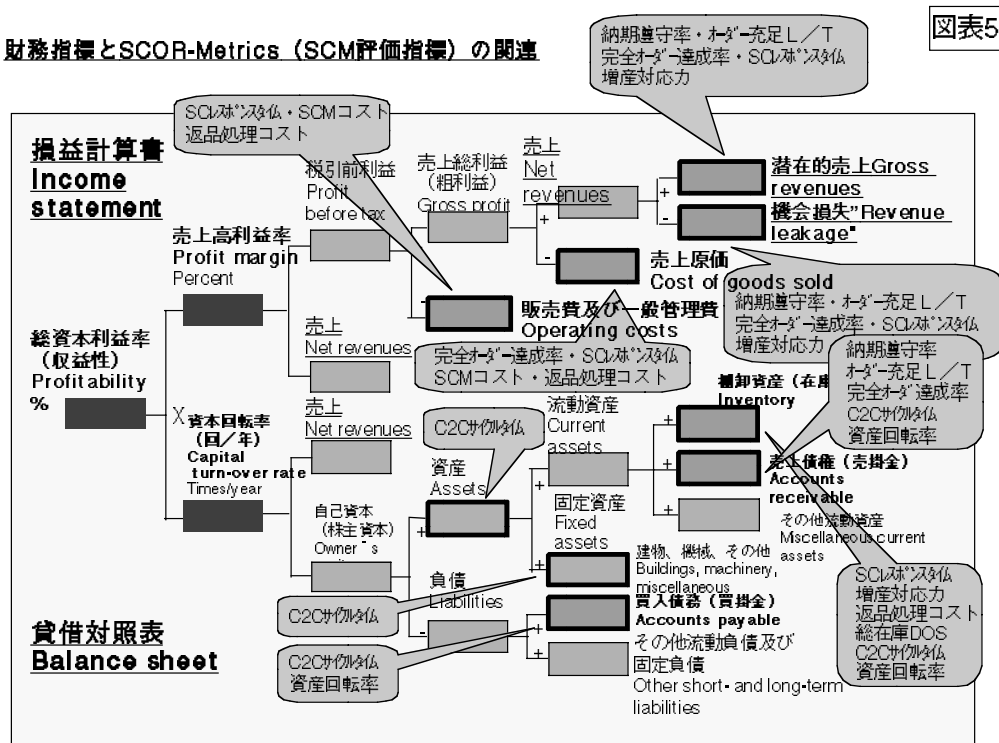 財務指標とSCOR-Metrics（SCM評価指標）の関連
図表5
納期遵守率・ｵｰﾀﾞｰ充足Ｌ／Ｔ
完全ｵｰﾀﾞｰ達成率・SCﾚｽﾎﾟﾝｽﾀｲﾑ
増産対応力
SCﾚｽﾎﾟﾝｽﾀｲﾑ・SCMコスト
返品処理コスト
損益計算書
Income
statement
税引前利益
Profit
before tax
売上総利益
（粗利益）
Gross profit
売上
Net
revenues
潜在的売上Gross
revenues
機会損失”Revenue
leakage"
売上高利益率
Profit margin
Percent
売上原価
Cost of goods sold
販売費及び一般管理費
Operating costs
納期遵守率・ｵｰﾀﾞｰ充足Ｌ／Ｔ
完全ｵｰﾀﾞｰ達成率・SCﾚｽﾎﾟﾝｽﾀｲﾑ
増産対応力
総資本利益率
（収益性）
Profitability
%
売上
Net revenues
完全ｵｰﾀﾞｰ達成率・SCﾚｽﾎﾟﾝｽﾀｲﾑ
SCMコスト・返品処理コスト
納期遵守率
ｵｰﾀﾞｰ充足Ｌ／Ｔ
完全ｵｰﾀﾞ達成率
C2Cｻｲｸﾙﾀｲﾑ
資産回転率
X
資本回転率
（回／年）
Capital
turn-over rate
Times/year
売上
Net revenues
C2Cｻｲｸﾙﾀｲﾑ
流動資産
Current
assets
棚卸資産（在庫
Inventory
資産
Assets
売上債権（売掛金）
Accounts
receivable
固定資産
Fixed
assets
その他流動資産
Miscellaneous current
assets
自己資本
（株主資本）
Owner‾s
建物、機械、その他
Buildings, machinery,
miscellaneous
SCﾚｽﾎﾟﾝｽﾀｲﾑ
増産対応力
返品処理コスト
総在庫DOS
C2Cｻｲｸﾙﾀｲﾑ
資産回転率
負債
Liabilities
C2Cｻｲｸﾙﾀｲﾑ
買入債務（買掛金）
Accounts payable
貸借対照表
Balance sheet
C2Cｻｲｸﾙﾀｲﾑ
資産回転率
その他流動負債及び
固定負債
Other short- and long-term
liabilities